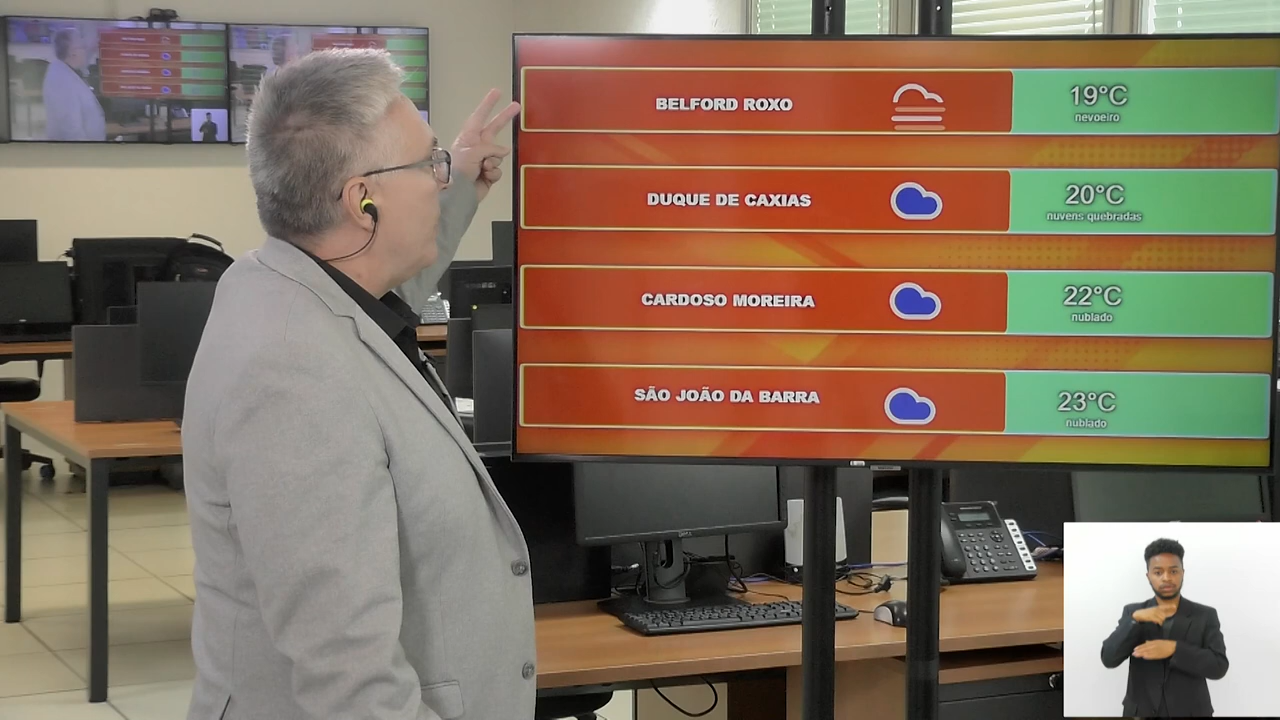 BELFORD ROXO
19°C
nevoeiro
DUQUE DE CAXIAS
20°C
nuvens quebradas
CARDOSO MOREIRA
22°C
nublado
SÃO JOÃO DA BARRA
23°C
nublado